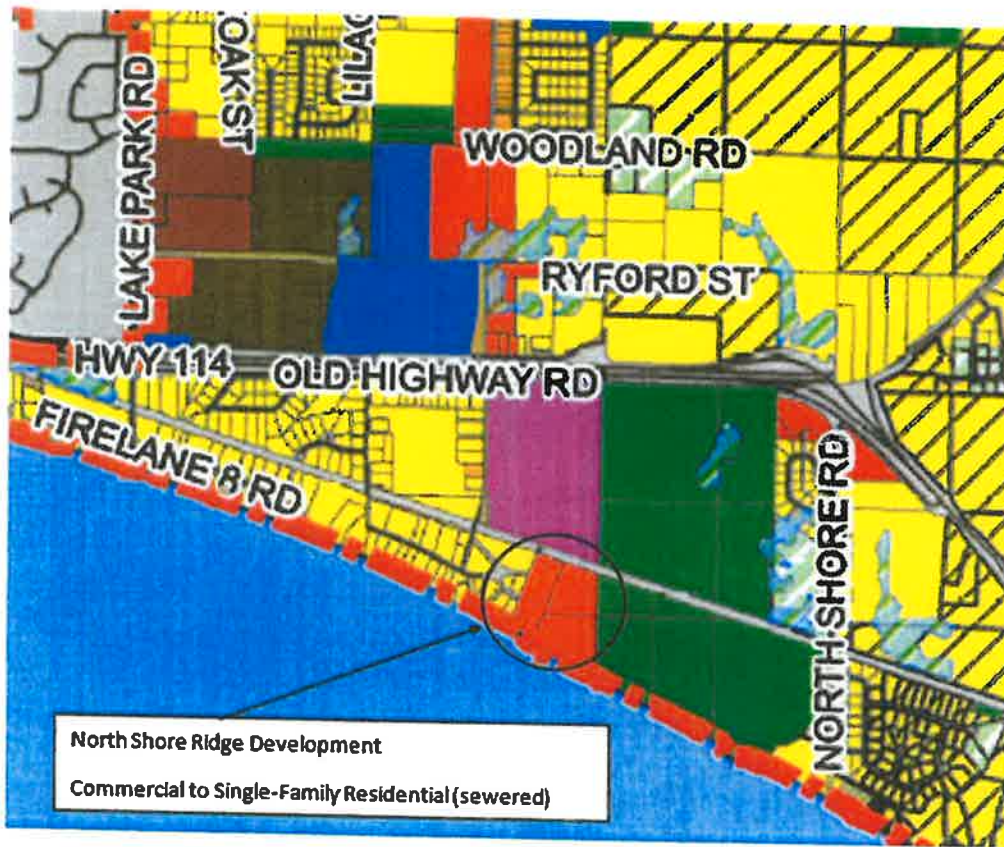 OAK ST
LILAC
LAKE PARK RD
WOODLAND RD
RYFORD ST
HWY 114
OLD HIGHWAY RD
FIRELANE 8 RD
NORTH SHORE RD
North Shore Ridge Development
Commercial to Single-Family Residential (sewered)